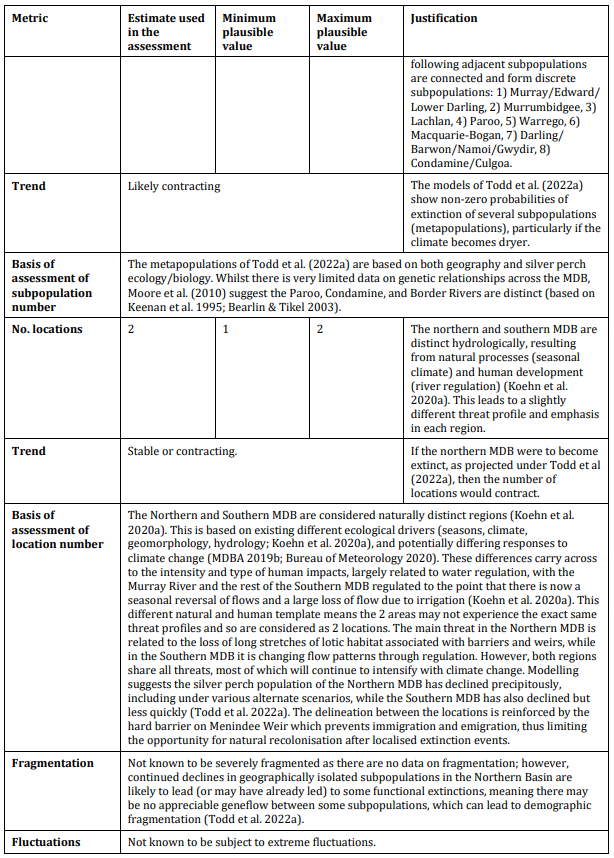 Metric
Estimate used
in the
assessment
Minimum
plausible
value
Maximum
plausible
value
Justification
following adjacent subpopulations
are connected and form discrete
subpopulations: 1) Murray/Edward/
Lower Darling, 2) Murrumbidgee, 3)
Lachlan, 4) Paroo, 5) Warrego, 6)
Macquarie-Bogan, 7) Darling/
Barwon/Namoi/Gwydir, 8)
Condamine/Culgoa.
Trend
Likely contracting
The models of Todd et al. (2022a)
show non-zero probabilities of
extinction of several subpopulations
(metapopulations), particularly if the
climate becomes dryer.
Basis of
assessment of
subpopulation
number
The metapopulations of Todd et al. (2022a) are based on both geography and silver perch
ecology/biology. Whilst there is very limited data on genetic relationships across the MDB,
Moore et al. (2010) suggest the Paroo, Condamine, and Border Rivers are distinct (based on
Keenan et al. 1995; Bearlin & Tikel 2003).
No. locations
2
1
2
The northern and southern MDB are
distinct hydrologically, resulting
from natural processes (seasonal
climate) and human development
(river regulation) (Koehn et al.
2020a). This leads to a slightly
different threat profile and emphasis
in each region.
Trend
Stable or contracting.
If the northern MDB were to become
extinct, as projected under Todd et al
(2022a), then the number of
locations would contract.
Basis of
assessment of
location number
The Northern and Southern MDB are considered naturally distinct regions (Koehn et al.
2020a). This is based on existing different ecological drivers (seasons, climate,
geomorphology, hydrology; Koehn et al. 2020a), and potentially differing responses to
climate change (MDBA 2019b; Bureau of Meteorology 2020). These differences carry across
to the intensity and type of human impacts, largely related to water regulation, with the
Murray River and the rest of the Southern MDB regulated to the point that there is now a
seasonal reversal of flows and a large loss of flow due to irrigation (Koehn et al. 2020a). This
different natural and human template means the 2 areas may not experience the exact same
threat profiles and so are considered as 2 locations. The main threat in the Northern MDB is
related to the loss of long stretches of lotic habitat associated with barriers and weirs, while
in the Southern MDB it is changing flow patterns through regulation. However, both regions
share all threats, most of which will continue to intensify with climate change. Modelling
suggests the silver perch population of the Northern MDB has declined precipitously,
including under various alternate scenarios, while the Southern MDB has also declined but
less quickly (Todd et al. 2022a). The delineation between the locations is reinforced by the
hard barrier on Menindee Weir which prevents immigration and emigration, thus limiting
the opportunity for natural recolonisation after localised extinction events.
Fragmentation
Not known to be severely fragmented as there are no data on fragmentation; however,
continued declines in geographically isolated subpopulations in the Northern Basin are
likely to lead (or may have already led) to some functional extinctions, meaning there may
be no appreciable geneflow between some subpopulations, which can lead to demographic
fragmentation (Todd et al. 2022a).
Fluctuations
Not known to be subject to extreme fluctuations.